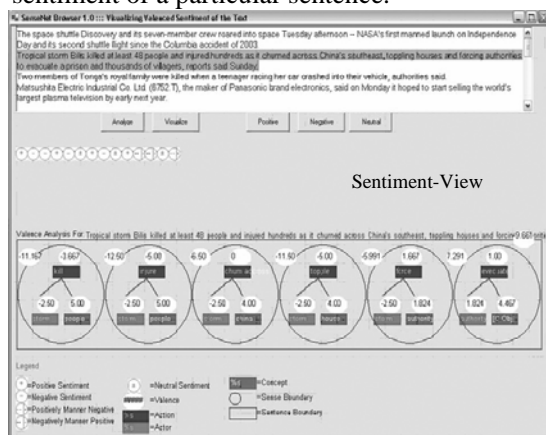 sentiment of a particular sentence.
SenseNet Browser 1.0 ::: Visualizing Valenced Sentiment of the Text
The space shuttle Discovery and its seven-member crew roared into space Tuesday afternoon -- NASA's first manned launch on Independence
Day and its second shuttle flight since the Columbia accident of 2003
Tropical storm Bilis killed at least 48 people and injured hundreds as it churned across China's southeast, toppling houses and forcing authorities
to evacuate a prison and thousands of villagers, reports said Sunday.
Two members of Tonga's royal family were killed when a teenager racing her car crashed into their vehicle, authorities said.
Matsushita Electric Industrial Co. Ltd. (6752.T), the maker of Panasonic brand electronics, said on Monday it hoped to start selling the world's
largest plasma television by early next year.
Analyze Visualize Positive Negative Neutral
Sentiment-View
Valence Analysis For Tropical storm Bilis killed at least 48 people and injured hundreds as it churned across China's southeast, toppling houses and forcing
-11.167 -3.667 -12.50 -5.00 -6.50 0 -11.50 -5.00 -5.991 1.667 7.291 1.00
kill injure topple force evacuate
-2.50 5.00 -2.50 5.00 -2.50 4.00 -2.50 5.00 -2.50 1.824 1.824 4.467
storm people people china house authority
Legend
=Positive Sentiment =Neutral Sentiment =Concept
=Negative Sentiment =Valence =Sense Boundary
=Positively Manner Negative =Action =Sentence Boundary
=Negatively Manner Positive =Actor